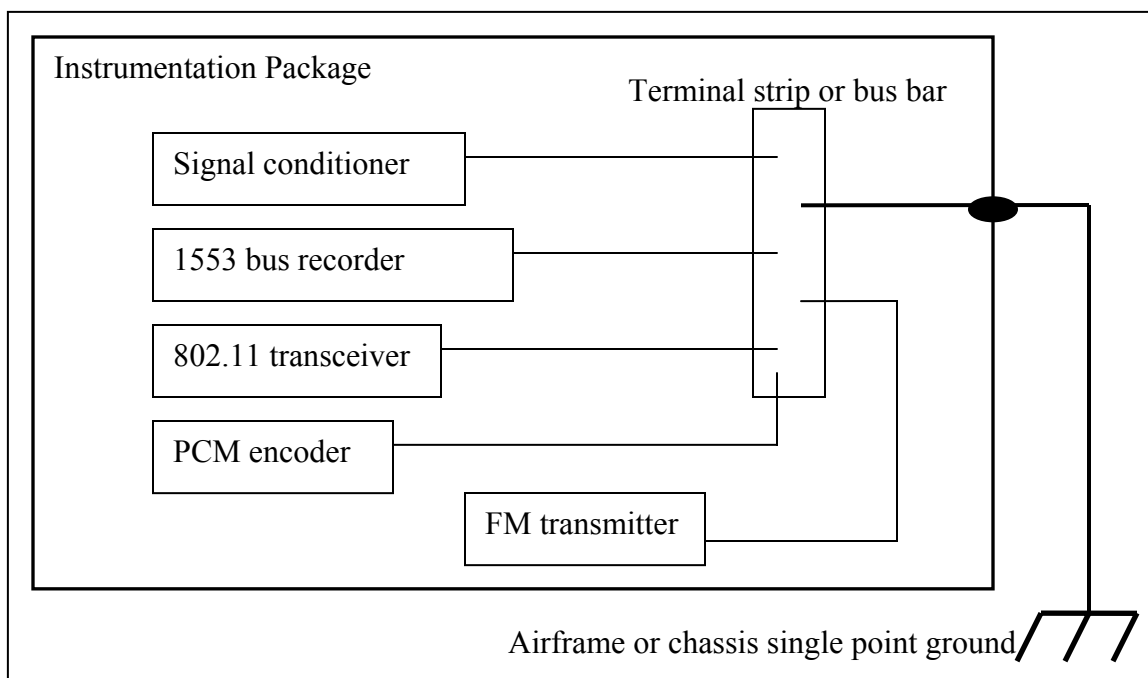 Instrumentation Package
Terminal strip or bus bar
Signal conditioner
1553 bus recorder
802.11 transceiver
PCM encoder
FM transmitter
Airframe or chassis single point ground